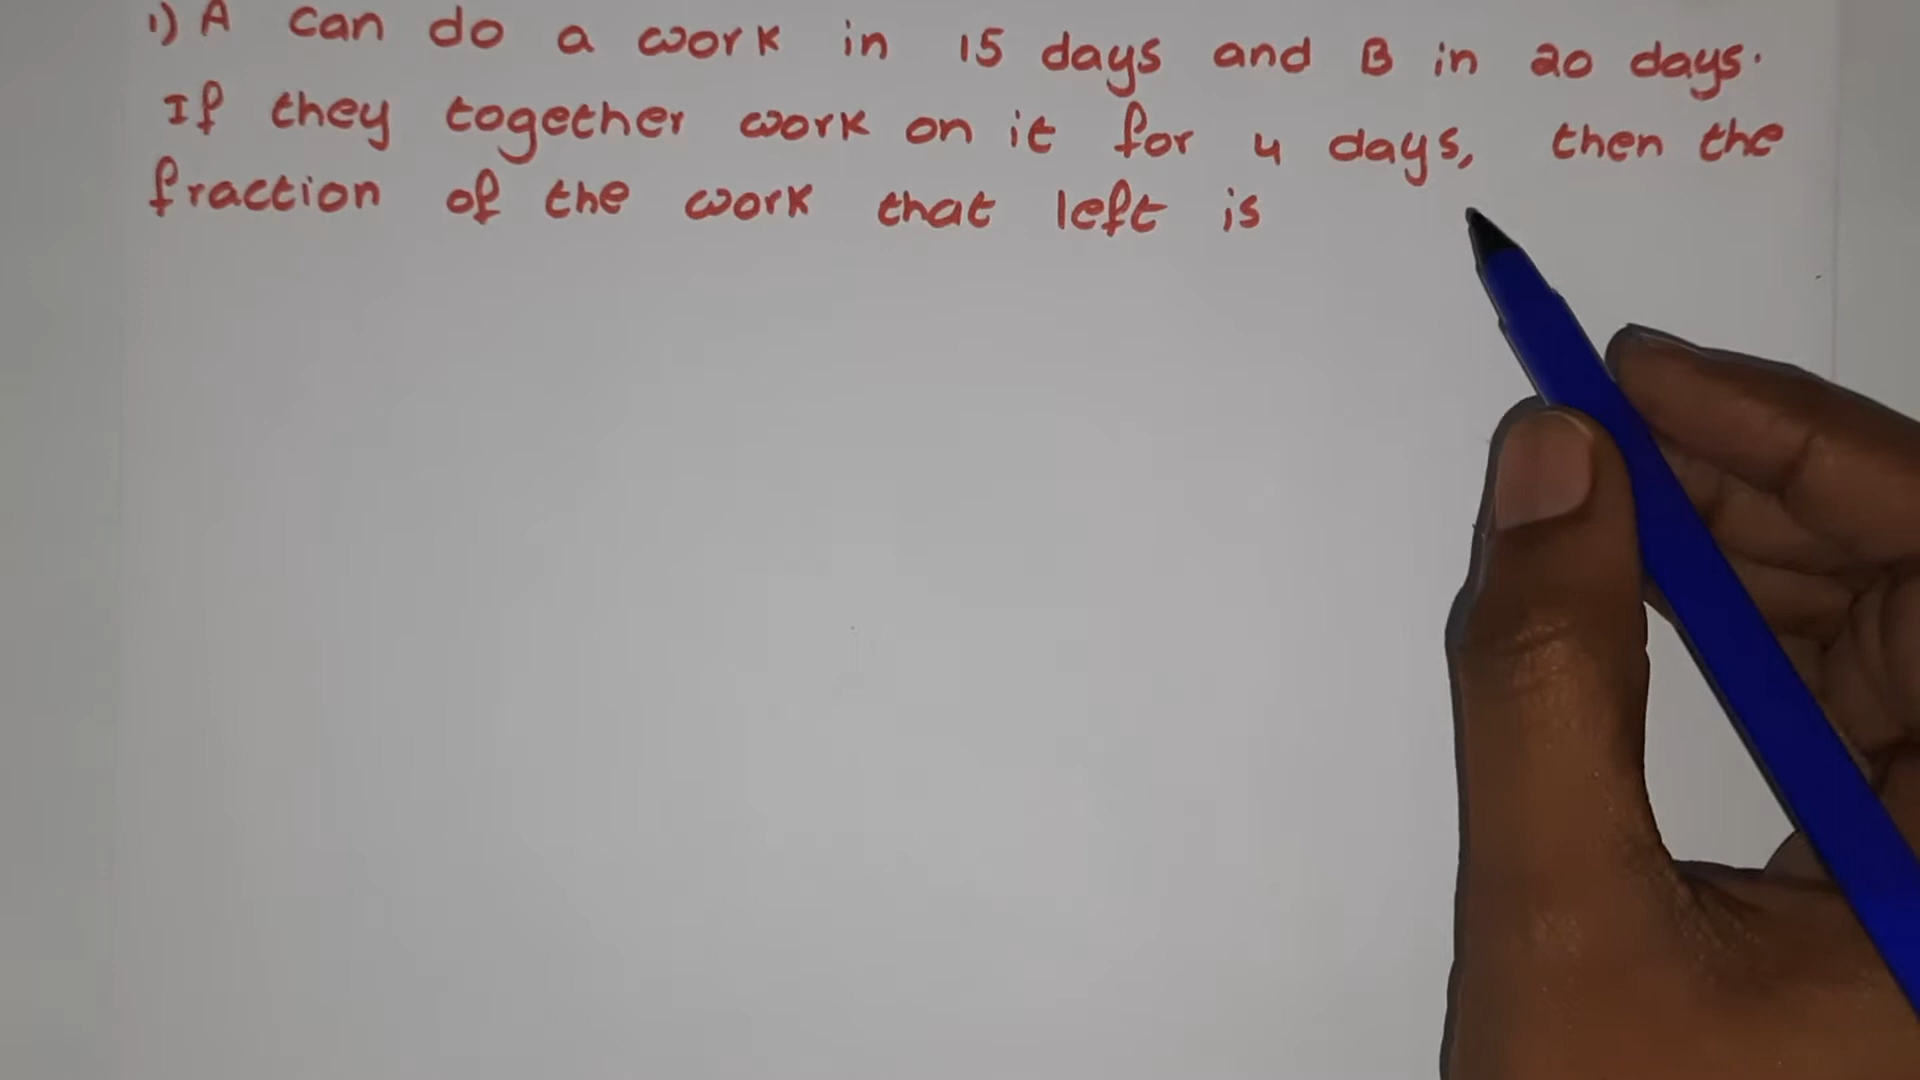 1) A can do a work in 15 days and B in 20 days.
If they together work on it for 4 days, then the
fraction of the work that left is